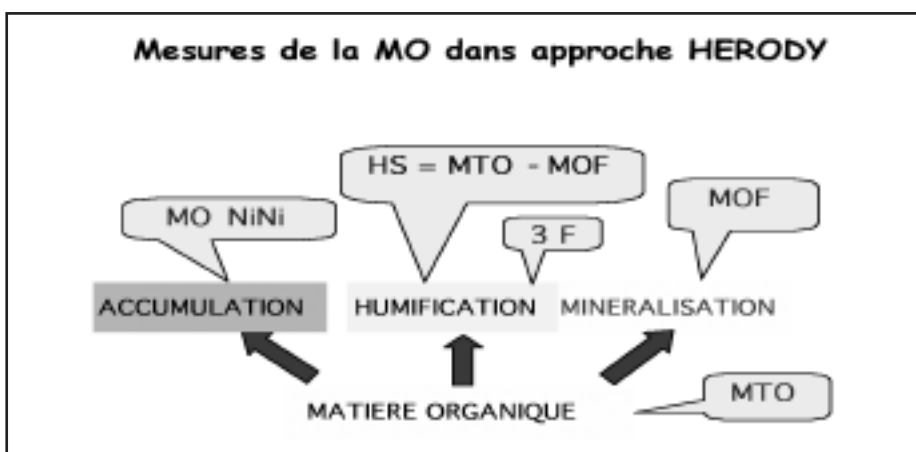 Mesures de la MO dans approche HERODY
HS = MTO - MOF
MOF
MO NiNi
3 F
ACCUMULATION HUMIFICATION MINERALISATION
MTO
MATIERE ORGANIQUE